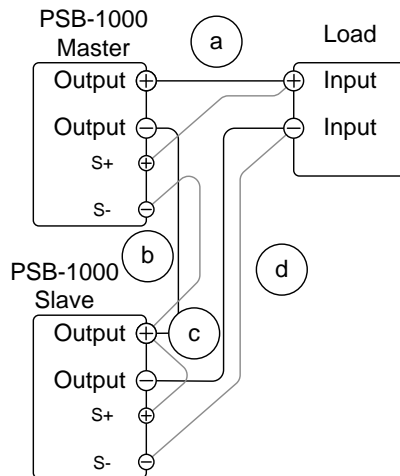 PSB-1000
Master
a
Load
Output
Input
Output
Input
S+
S-
b
d
PSB-1000
Slave
c
Output
Output
S+
S-